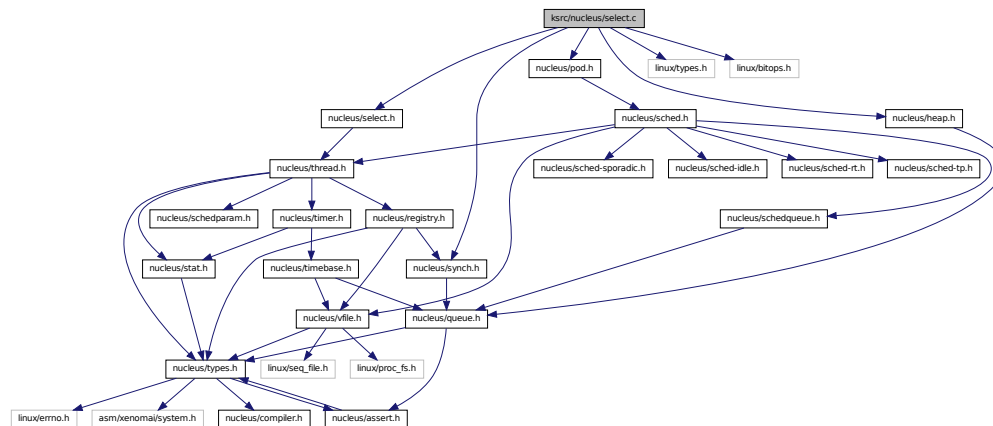 ksrc/nucleus/select.c
nucleus/pod.h
linux/types.h
linux/bitops.h
nucleus/select.h
nucleus/sched.h
nucleus/heap.h
nucleus/thread.h
nucleus/sched-sporadic.h
nucleus/sched-idle.h
nucleus/sched-rt.h
nucleus/sched-tp.h
nucleus/schedparam.h
nucleus/timer.h
nucleus/registry.h
nucleus/schedqueue.h
nucleus/stat.h
nucleus/timebase.h
nucleus/synch.h
nucleus/vfile.h
nucleus/queue.h
nucleus/types.h
linux/seq_file.h
linux/proc_fs.h
linux/errno.h
asm/xenomai/system.h
nucleus/compiler.h
nucleus/assert.h